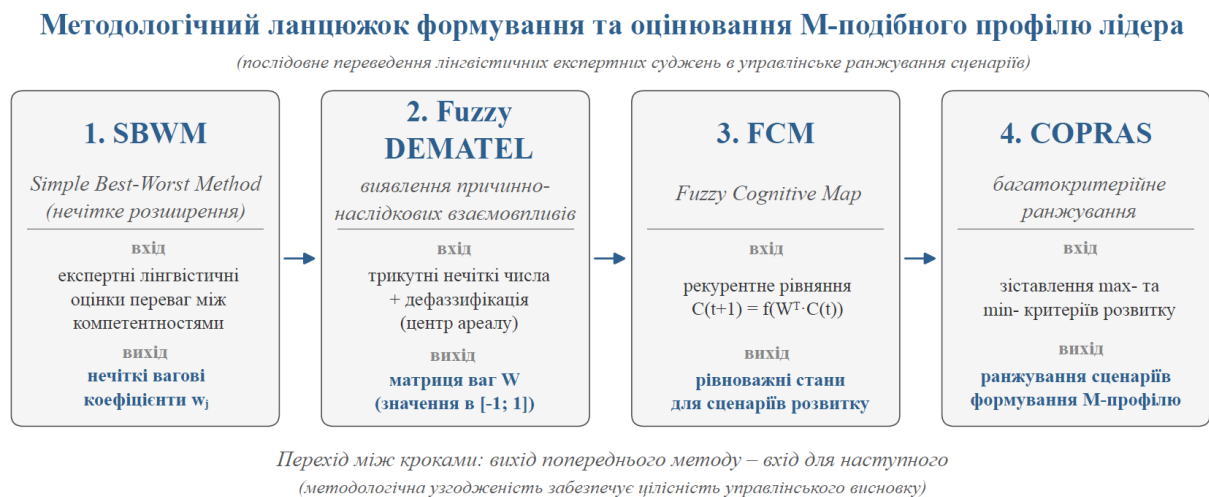 Методологічний ланцюжок формування та оцінювання М-подібного профілю лідера
(послідовне переведення лінгвістичних експертних суджень в управлінське ранжування сценаріїв)
1. SBWM
Simple Best-Worst Method
(нечітке розширення)
вхід
експертні лінгвістичні
оцінки переваг між
компетентностями
вихід
нечіткі вагові
коефіцієнти wⱼ
2. Fuzzy
DEMATEL
виявлення причинно-
наслідкових взаємовпливів
вхід
трикутні нечіткі числа
+ дефаззифікація
(центр ареалу)
вихід
матриця ваг W
(значення в [-1; 1])
3. FCM
Fuzzy Cognitive Map
вхід
рекурентне рівняння
C(t+1) = f(Wᵀ·C(t))
вихід
рівноважні стани
для сценаріїв розвитку
4. COPRAS
багатокритерійне
ранжування
вхід
зіставлення max- та
min- критеріїв розвитку
вихід
ранжування сценаріїв
формування М-профілю
Перехід між кроками: вихід попереднього методу – вхід для наступного
(методологічна узгодженість забезпечує цілісність управлінського висновку)